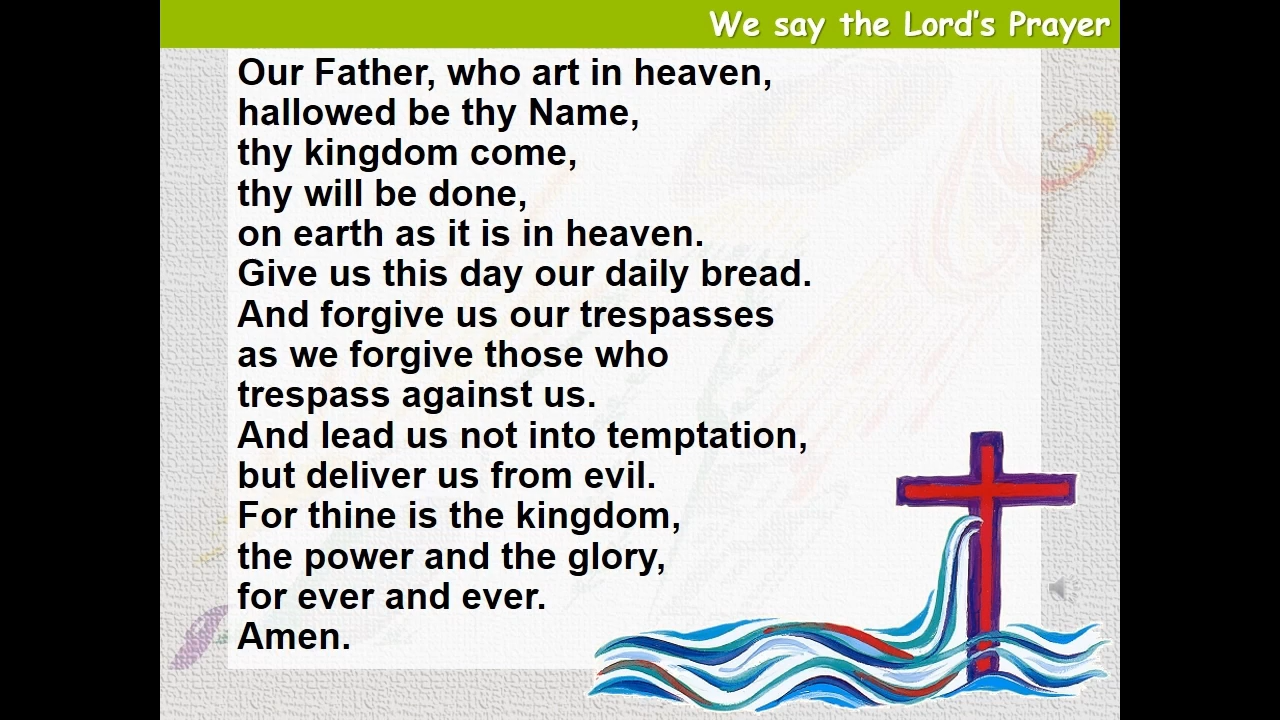 We say the Lord's Prayer
Our Father, who art in heaven,
hallowed be thy Name,
thy kingdom come,
thy will be done,
on earth as it is in heaven.
Give us this day our daily bread.
And forgive us our trespasses
as we forgive those who
trespass against us.
And lead us not into temptation,
but deliver us from evil.
For thine is the kingdom,
the power and the glory,
for ever and ever.
Amen.